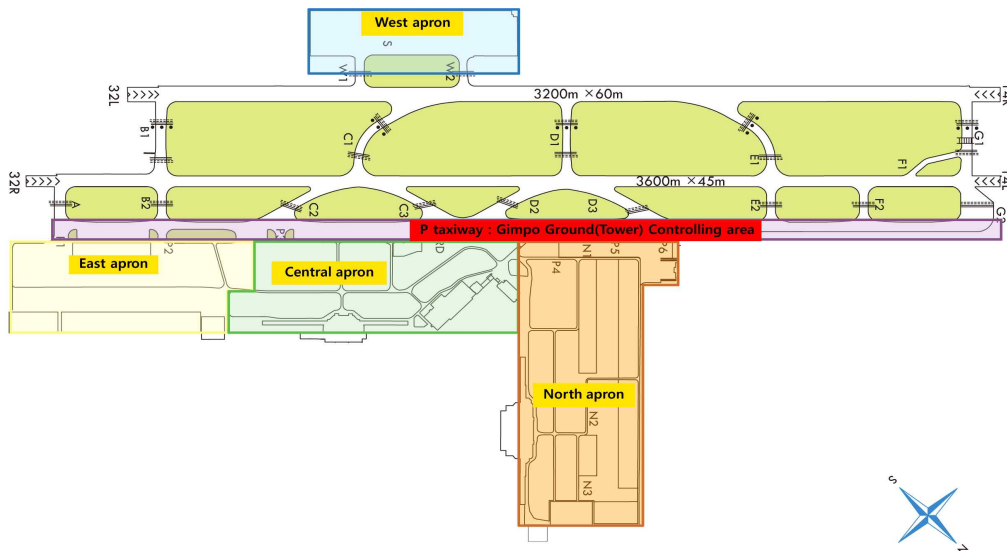 West apron
S
W1
W2
32L
3200m ×60m
B1
C1
D1
E1
F1
G1
32R
3600m ×45m
A
B2
C2
C3
D2
D3
E2
F2
P taxiway : Gimpo Ground(Tower) Controlling area
P2
RD
N1
P5
P6
East apron
Central apron
P4
North apron
N2
N3
S